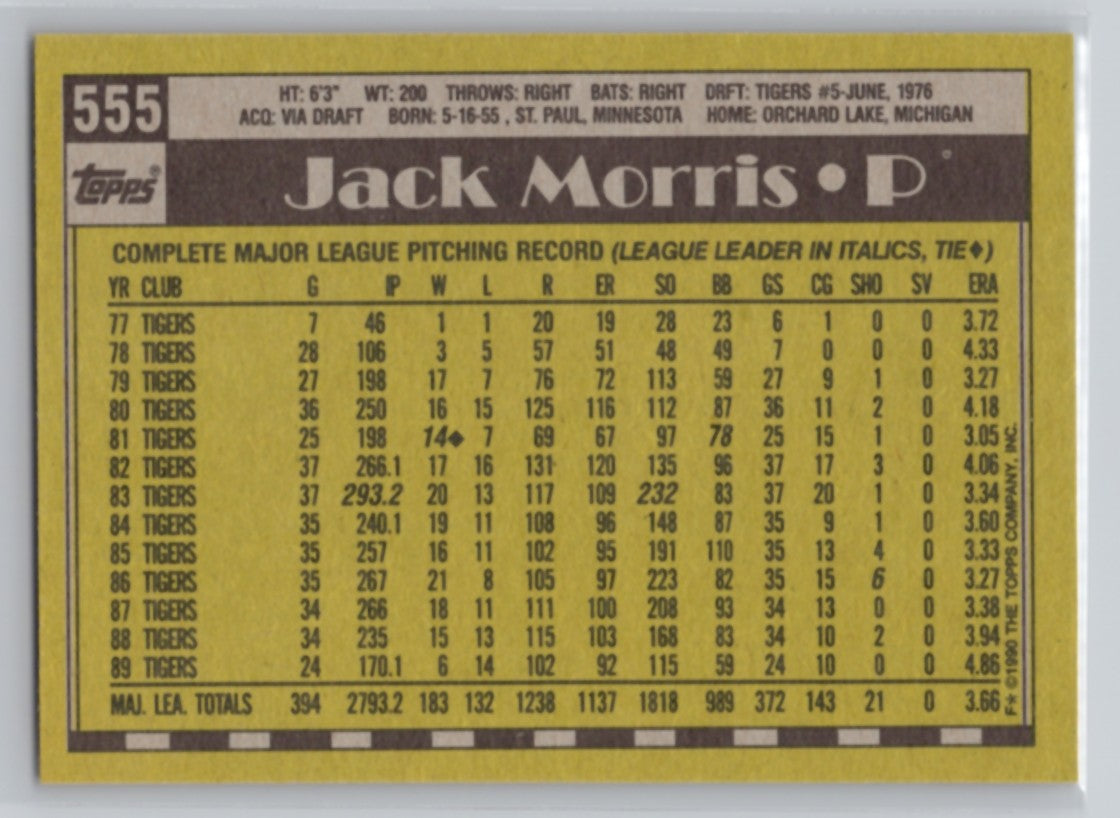 555
HT: 6'3" WT: 200 THROWS: RIGHT BATS: RIGHT DRFT: TIGERS #5-JUNE, 1976
ACQ: VIA DRAFT BORN: 5-16-55 , ST. PAUL, MINNESOTA HOME: ORCHARD LAKE, MICHIGAN
topps®
Jack Morris • P
COMPLETE MAJOR LEAGUE PITCHING RECORD (LEAGUE LEADER IN ITALICS, TIE♦)
YR CLUB G IP W L R ER SO BB GS CG SHO SV ERA
77 TIGERS 7 46 1 1 20 19 28 23 6 1 0 0 3.72
78 TIGERS 28 106 3 5 57 51 48 49 7 0 0 0 4.33
79 TIGERS 27 198 17 7 76 72 113 59 27 9 1 0 3.27
80 TIGERS 36 250 16 15 125 116 112 87 36 11 2 0 4.18
81 TIGERS 25 198 14♦ 7 69 67 97 78 25 15 1 0 3.05
82 TIGERS 37 266.1 17 16 131 120 135 96 37 17 3 0 4.06
83 TIGERS 37 293.2 20 13 117 109 232 83 37 20 1 0 3.34
84 TIGERS 35 240.1 19 11 108 96 148 87 35 9 1 0 3.60
85 TIGERS 35 257 16 11 102 95 191 110 35 13 4 0 3.33
86 TIGERS 35 267 21 8 105 97 223 82 35 15 6 0 3.27
87 TIGERS 34 266 18 11 111 100 208 93 34 13 0 0 3.38
88 TIGERS 34 235 15 13 115 103 168 83 34 10 2 0 3.94
89 TIGERS 24 170.1 6 14 102 92 115 59 24 10 0 0 4.86
MAJ. LEA. TOTALS 394 2793.2 183 132 1238 1137 1818 989 372 143 21 0 3.66
F* ©1990 THE TOPPS COMPANY, INC.